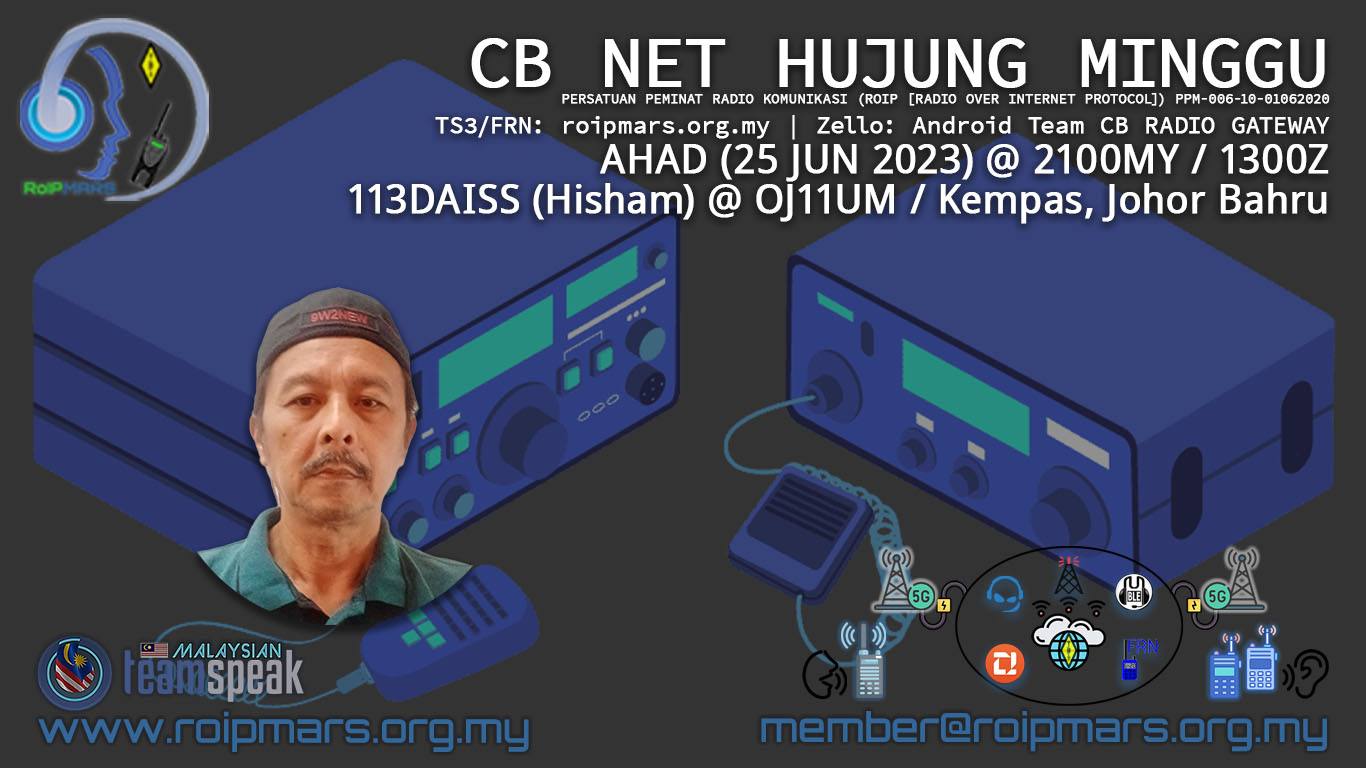 CB NET HUJUNG MINGGU
PERSATUAN PEMINAT RADIO KOMUNIKASI (ROIP [RADIO OVER INTERNET PROTOCOL]) PPM-006-10-01062020
TS3/FRN: roipmars.org.my | Zello: Android Team CB RADIO GATEWAY
AHAD (25 JUN 2023) @ 2100MY / 1300Z
113DAISS (Hisham) @ OJ11UM / Kempas, Johor Bahru
RoIPMARS
9W2NEW
5G
5G
BLE
FRN
MALAYSIAN
teamspeak
www.roipmars.org.my
member@roipmars.org.my